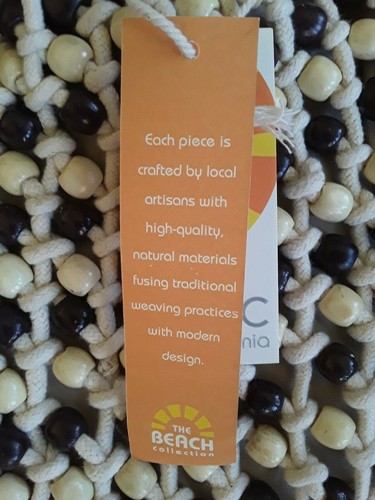 Each piece is
crafted by local
artisans with
high-quality,
natural materials
fusing traditional
weaving practices
with modern
design.
THE
BEACH
collection